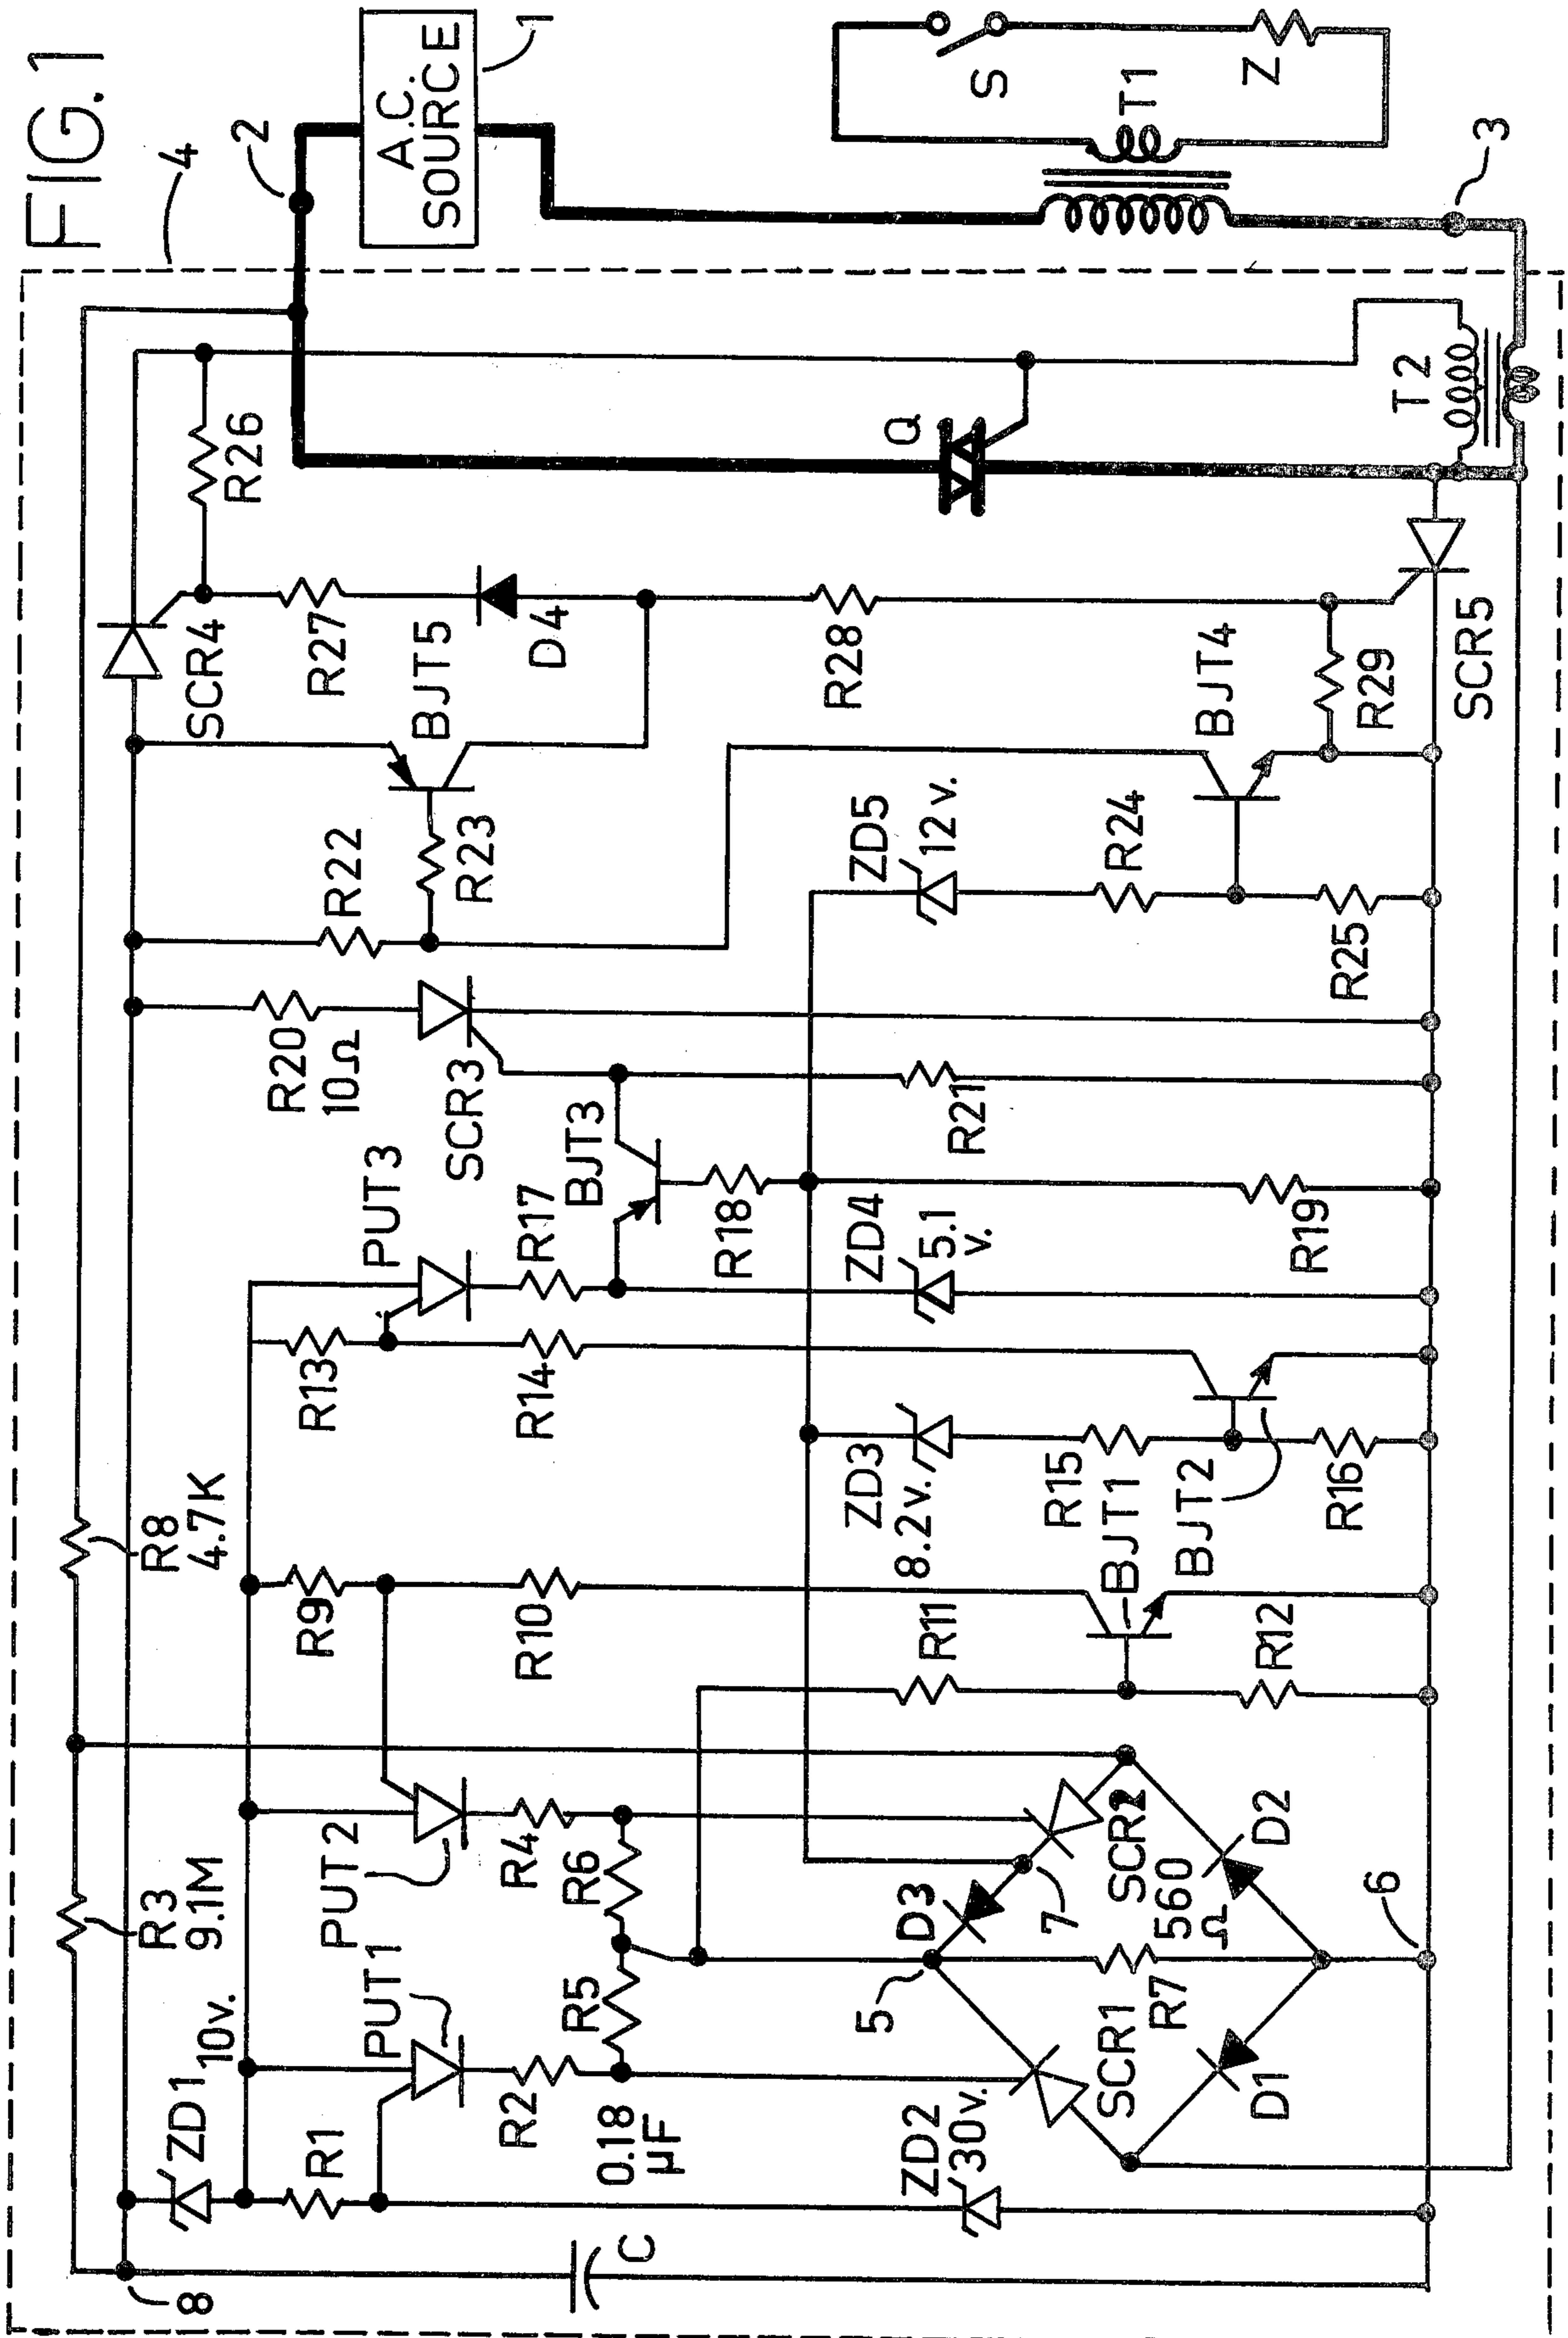 FIG. 1
A.C.
SOURCE
1
2
3
4
S
Z
T1
T2
Q
R26
SCR4
R27
D4
R28
BJT5
BJT4
R29
SCR5
R22
R23
ZD5
12 v.
R24
R25
R20
10Ω
SCR3
R21
PUT3
R17
BJT3
R18
ZD4
5.1
v.
R19
R13
R14
ZD3
8.2v.
R15
BJT1
BJT2
R16
R8
4.7K
R9
R10
R11
R12
R3
9.1M
PUT2
R4
R6
D3
7
SCR2
560
Ω
D2
6
ZD1
10v.
PUT1
R5
5
SCR1
R7
R1
R2
0.18
µF
ZD2
30v.
D1
8
C